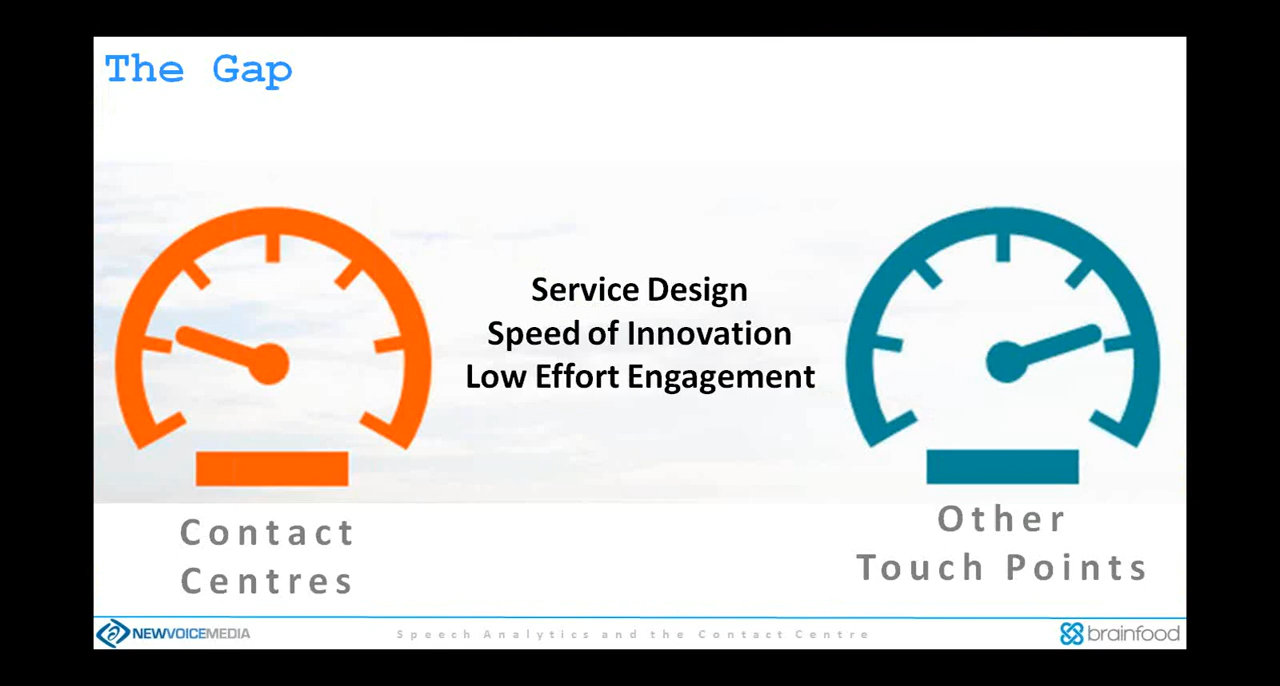 The Gap
Service Design
Speed of Innovation
Low Effort Engagement
Contact
Centres
Other
Touch Points
NEWVOICEMEDIA
Speech Analytics and the Contact Centre
brainfood